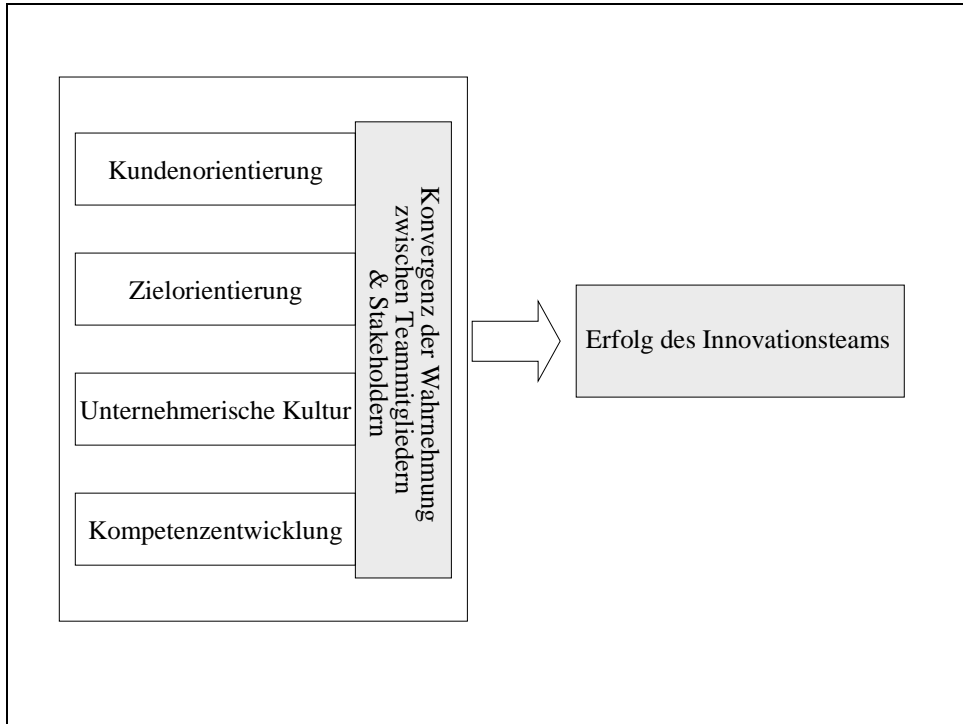 Kundenorientierung
Zielorientierung
Unternehmerische Kultur
Kompetenzentwicklung
Konvergenz der Wahrnehmung
zwischen Teammitgliedern
& Stakeholdern
Erfolg des Innovationsteams